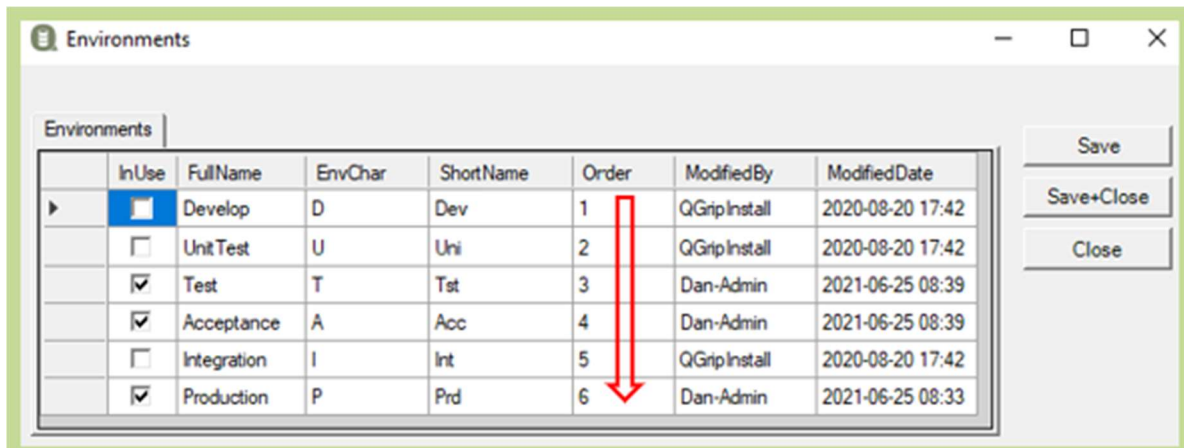 Environments
Environments
InUse FullName EnvChar ShortName Order ModifiedBy ModifiedDate
Develop D Dev 1 QGripInstall 2020-08-20 17:42
UnitTest U Uni 2 QGripInstall 2020-08-20 17:42
Test T Tst 3 Dan-Admin 2021-06-25 08:39
Acceptance A Acc 4 Dan-Admin 2021-06-25 08:39
Integration I Int 5 QGripInstall 2020-08-20 17:42
Production P Prd 6 Dan-Admin 2021-06-25 08:33
Save
Save+Close
Close